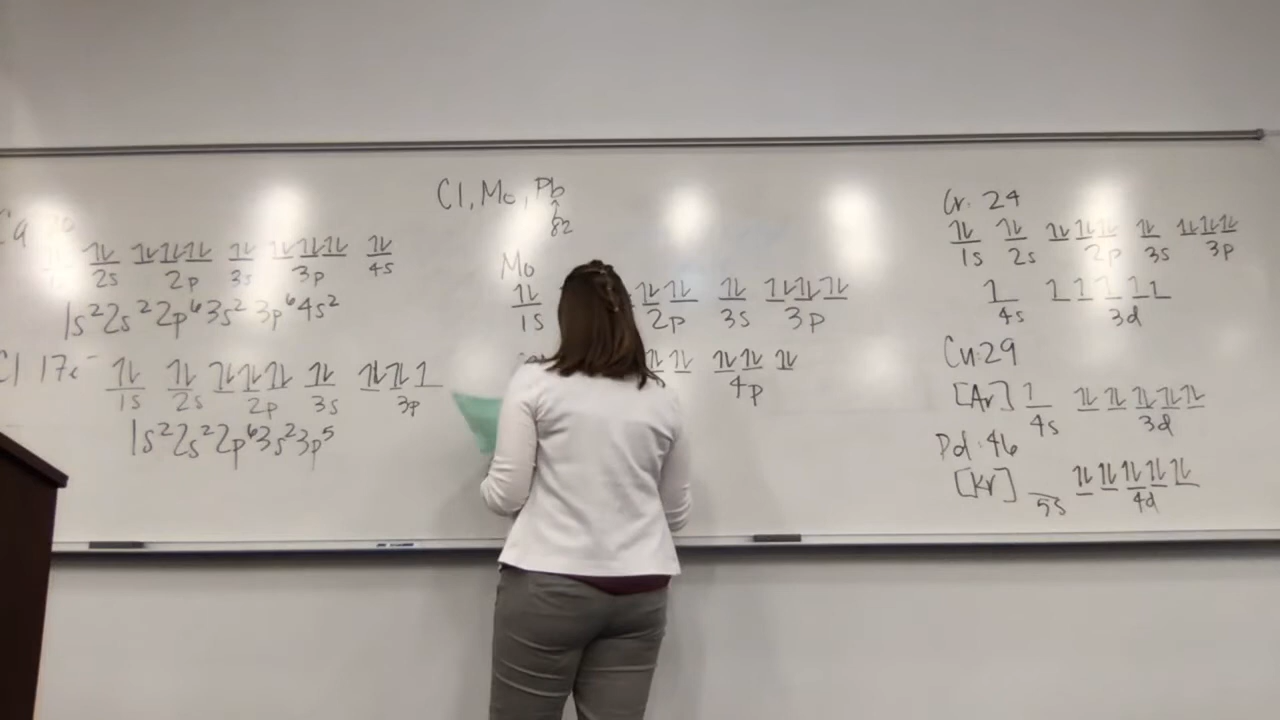 Cl, Mo, Pb
82
Ca
1s 2s 2p 3s 3p 4s
1s² 2s² 2p⁶ 3s² 3p⁶ 4s²
Cl 17e⁻ ⥮ ⥮ ⥮⥮⥮ ⥮ ⥮⥮↿
1s 2s 2p 3s 3p
1s² 2s² 2p⁶ 3s² 3p⁵
Mo
⥮ ⥮⥮ ⥮ ⥮⥮⥮
1s 2p 3s 3p
⥮⥮ ⥮⥮⥮
4p
Cr: 24
⥮ ⥮ ⥮⥮⥮ ⥮ ⥮⥮⥮
1s 2s 2p 3s 3p
↿ ↿↿↿↿↿
4s 3d
Cu: 29
[Ar] ↿ ⥮⥮⥮⥮⥮
4s 3d
Pd: 46
[Kr] ⥮⥮⥮⥮⥮
5s 4d